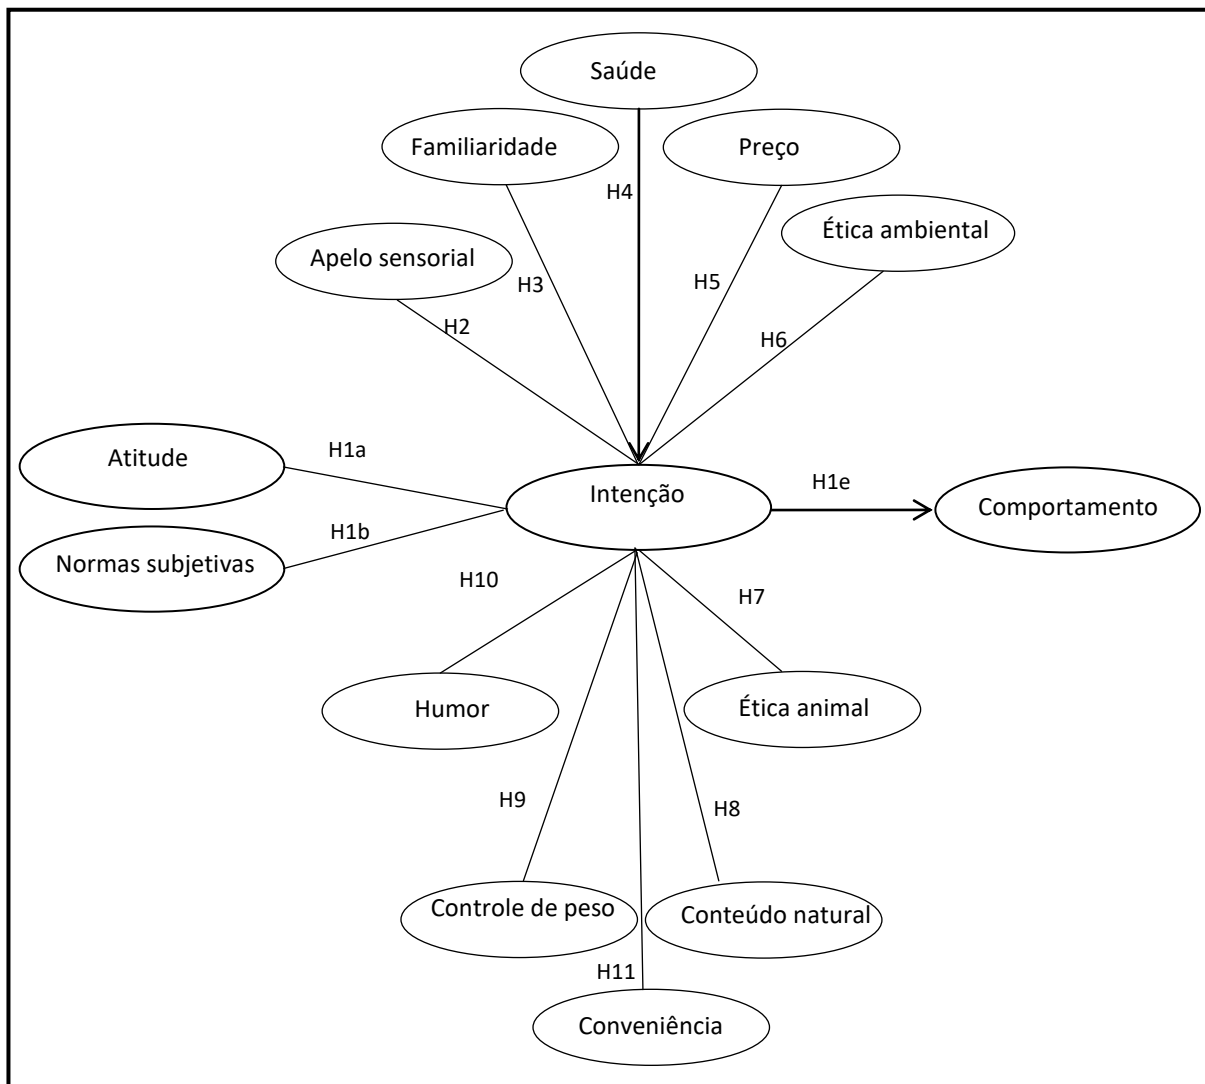 Saúde
Familiaridade
Preço
H4
Ética ambiental
Apelo sensorial
H3
H5
H2
H6
H1a
Atitude
Intenção
H1e
Comportamento
H1b
Normas subjetivas
H10
H7
Humor
Ética animal
H9
H8
Controle de peso
Conteúdo natural
H11
Conveniência